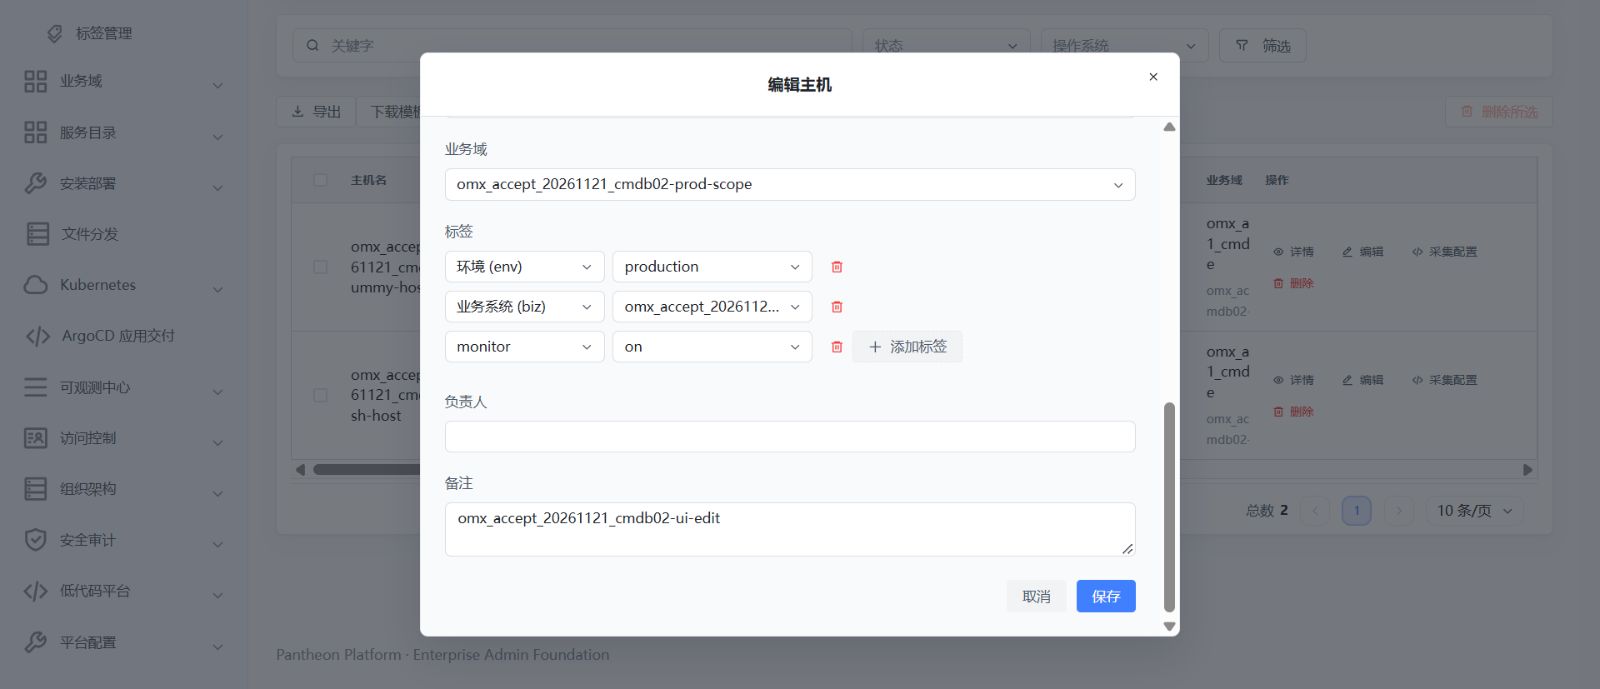 标签管理
业务域
服务目录
安装部署
文件分发
Kubernetes
ArgoCD 应用交付
可观测中心
访问控制
组织架构
安全审计
低代码平台
平台配置
关键字
状态
操作系统
筛选
导出
下载模板
删除所选
主机名
业务域
操作
omx_accep
61121_cm
ummy-hos
omx_a
1_cmd
e
omx_ac
mdb02-
详情
编辑
采集配置
删除
omx_accep
61121_cm
sh-host
omx_a
1_cmd
e
omx_ac
mdb02-
详情
编辑
采集配置
删除
总数 2
1
10 条/页
Pantheon Platform · Enterprise Admin Foundation
编辑主机
业务域
omx_accept_20261121_cmdb02-prod-scope
标签
环境 (env)
production
业务系统 (biz)
omx_accept_2026112...
monitor
on
添加标签
负责人
备注
omx_accept_20261121_cmdb02-ui-edit
取消
保存